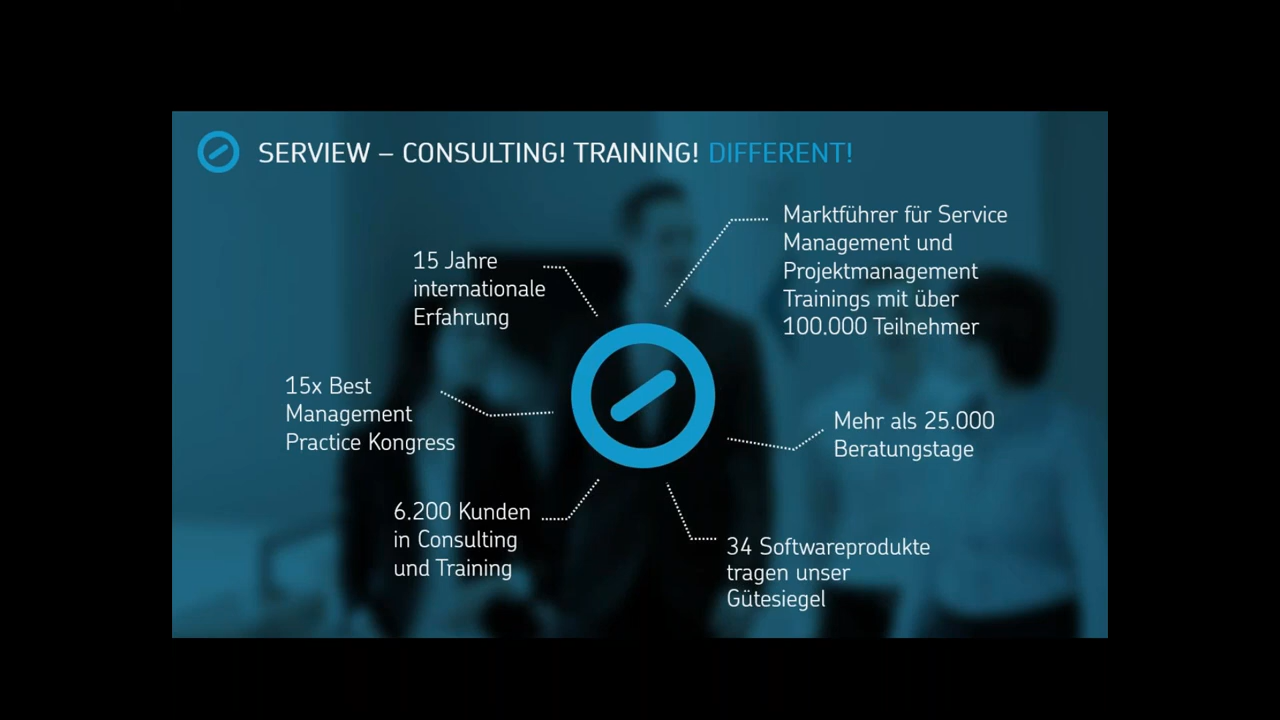 SERVIEW – CONSULTING! TRAINING! DIFFERENT!
15 Jahre
internationale
Erfahrung
Marktführer für Service
Management und
Projektmanagement
Trainings mit über
100.000 Teilnehmer
15x Best
Management
Practice Kongress
Mehr als 25.000
Beratungstage
6.200 Kunden
in Consulting
und Training
34 Softwareprodukte
tragen unser
Gütesiegel